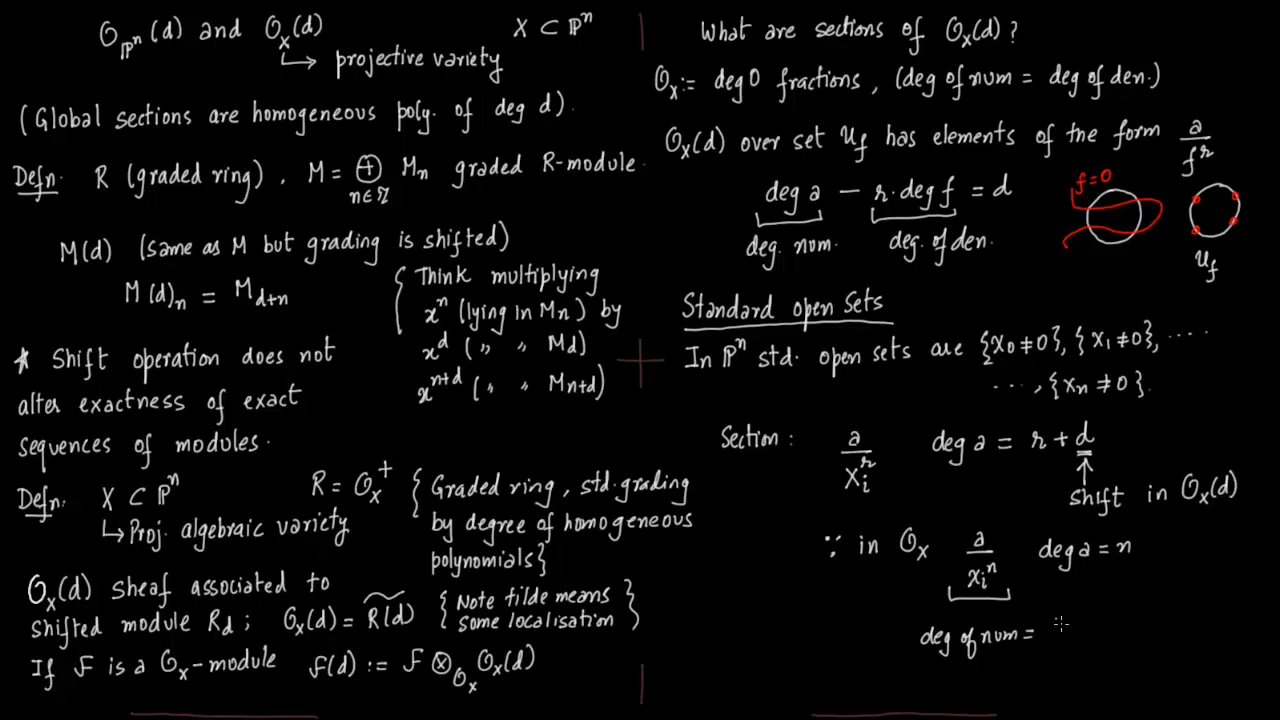 O_{ℙⁿ}(d) and O_X(d)    X ⊂ ℙⁿ
↳ projective variety
(Global sections are homogeneous poly. of deg d).
Defn: R (graded ring), M = ⊕_{n∈ℤ} M_n graded R-module.
M(d) (same as M but grading is shifted)
M(d)_n = M_{d+n}
{ Think multiplying
xⁿ (lying in M_n) by
x^d ( " " M_d)
x^{n+d} ( " " M_{n+d})
* Shift operation does not
alter exactness of exact
sequences of modules.
Defn: X ⊂ ℙⁿ
↳ Proj. algebraic variety
R = O_X^+ { Graded ring, std. grading
by degree of homogeneous
polynomials}
O_X(d) sheaf associated to
shifted module R_d ; O_X(d) = \widetilde{R(d)} { Note tilde means
some localisation }
If F is a O_X-module F(d) := F ⊗_{O_X} O_X(d)
What are sections of O_X(d)?
O_X := deg 0 fractions, (deg of num = deg of den.)
O_X(d) over set U_f has elements of the form a/f^r
deg a − r·deg f = d
deg. num. deg. of den.
f=0
U_f
Standard open Sets
In ℙⁿ std. open sets are {X_0≠0}, {X_1≠0}, ....
..., {X_n≠0}.
Section: a/X_i^r deg a = r + d
shift in O_X(d)
∵ in O_X a/X_i^n deg a = n
deg of num =